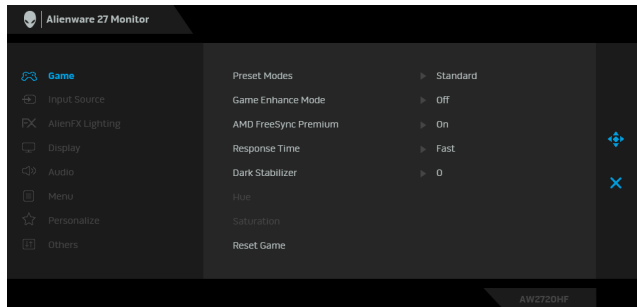 Alienware 27 Monitor
Game
Input Source
AlienFX Lighting
Display
Audio
Menu
Personalize
Others
Preset Modes Standard
Game Enhance Mode Off
AMD FreeSync Premium On
Response Time Fast
Dark Stabilizer 0
Hue
Saturation
Reset Game
AW2720HF